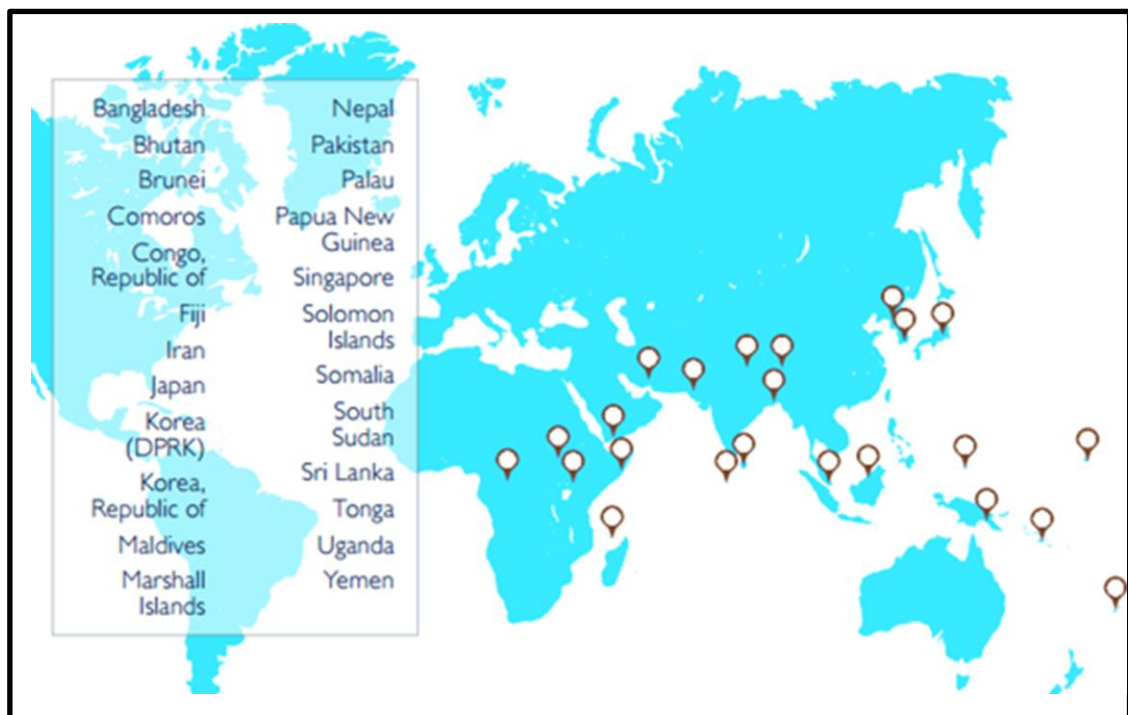 Bangladesh
Bhutan
Brunei
Comoros
Congo,
Republic of
Fiji
Iran
Japan
Korea
(DPRK)
Korea,
Republic of
Maldives
Marshall
Islands
Nepal
Pakistan
Palau
Papua New
Guinea
Singapore
Solomon
Islands
Somalia
South
Sudan
Sri Lanka
Tonga
Uganda
Yemen